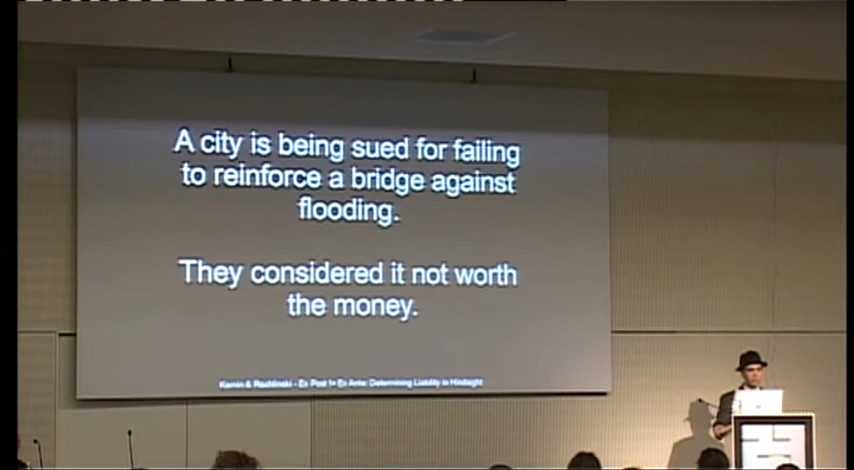 A city is being sued for failing
to reinforce a bridge against
flooding.
They considered it not worth
the money.
Kamin & Rachlinski - Ex Post != Ex Ante: Determining Liability in Hindsight